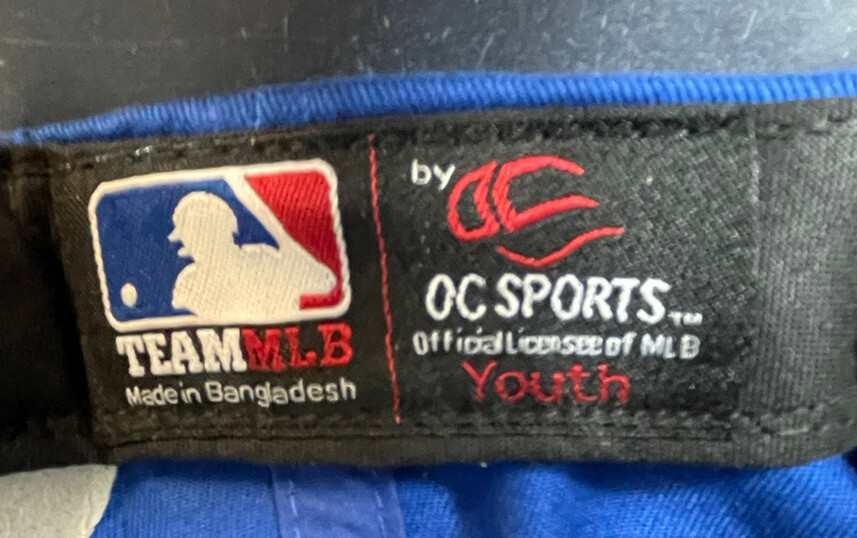 TEAMMLB
Made in Bangladesh
by
OC SPORTS™
Official Licensee of MLB
Youth